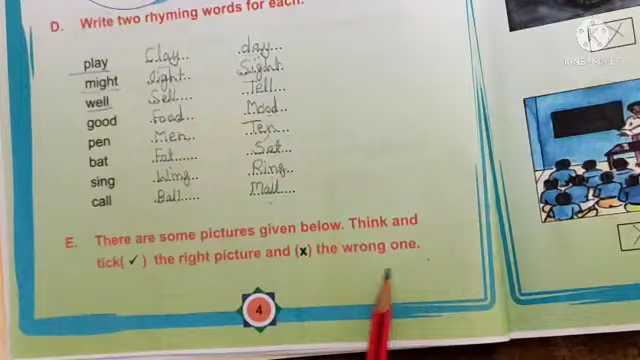 D. Write two rhyming words for each.
play Clay day
might light Sight
well Sell Tell
good Food Mood
pen Men Ten
bat Fat Sat
sing Wing Ring
call Ball Mall
E. There are some pictures given below. Think and
tick( ✓ ) the right picture and (x) the wrong one.
4
KINEMASTER